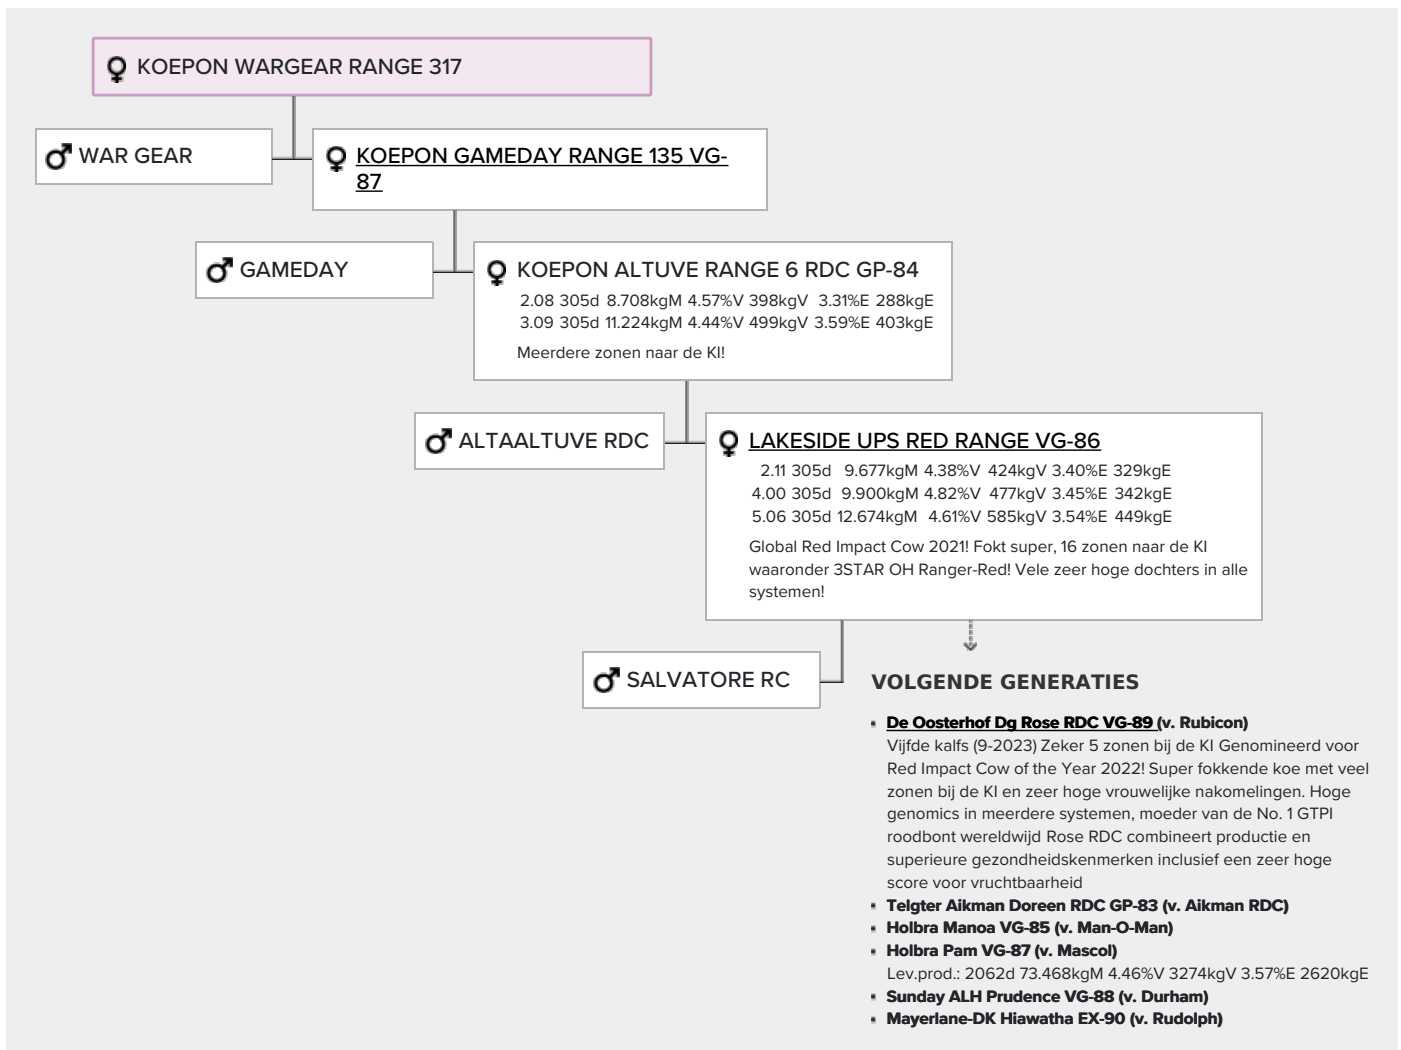 KOEPON WARGEAR RANGE 317
WAR GEAR
KOEPON GAMEDAY RANGE 135 VG-
87
GAMEDAY
KOEPON ALTUVE RANGE 6 RDC GP-84
2.08 305d 8.708kgM 4.57%V 398kgV 3.31%E 288kgE
3.09 305d 11.224kgM 4.44%V 499kgV 3.59%E 403kgE
Meerdere zonen naar de KI!
ALTAALTUVE RDC
LAKESIDE UPS RED RANGE VG-86
2.11 305d 9.677kgM 4.38%V 424kgV 3.40%E 329kgE
4.00 305d 9.900kgM 4.82%V 477kgV 3.45%E 342kgE
5.06 305d 12.674kgM 4.61%V 585kgV 3.54%E 449kgE
Global Red Impact Cow 2021! Fokt super, 16 zonen naar de KI
waaronder 3STAR OH Ranger-Red! Vele zeer hoge dochters in alle
systemen!
SALVATORE RC
VOLGENDE GENERATIES
De Oosterhof Dg Rose RDC VG-89 (v. Rubicon)
Vijfde kalfs (9-2023) Zeker 5 zonen bij de KI Genomineerd voor
Red Impact Cow of the Year 2022! Super fokkende koe met veel
zonen bij de KI en zeer hoge vrouwelijke nakomelingen. Hoge
genomics in meerdere systemen, moeder van de No. 1 GTPI
roodbont wereldwijd Rose RDC combineert productie en
superieure gezondheidskenmerken inclusief een zeer hoge
score voor vruchtbaarheid
Telgter Aikman Doreen RDC GP-83 (v. Aikman RDC)
Holbra Manoa VG-85 (v. Man-O-Man)
Holbra Pam VG-87 (v. Mascol)
Lev.prod.: 2062d 73.468kgM 4.46%V 3274kgV 3.57%E 2620kgE
Sunday ALH Prudence VG-88 (v. Durham)
Mayerlane-DK Hiawatha EX-90 (v. Rudolph)